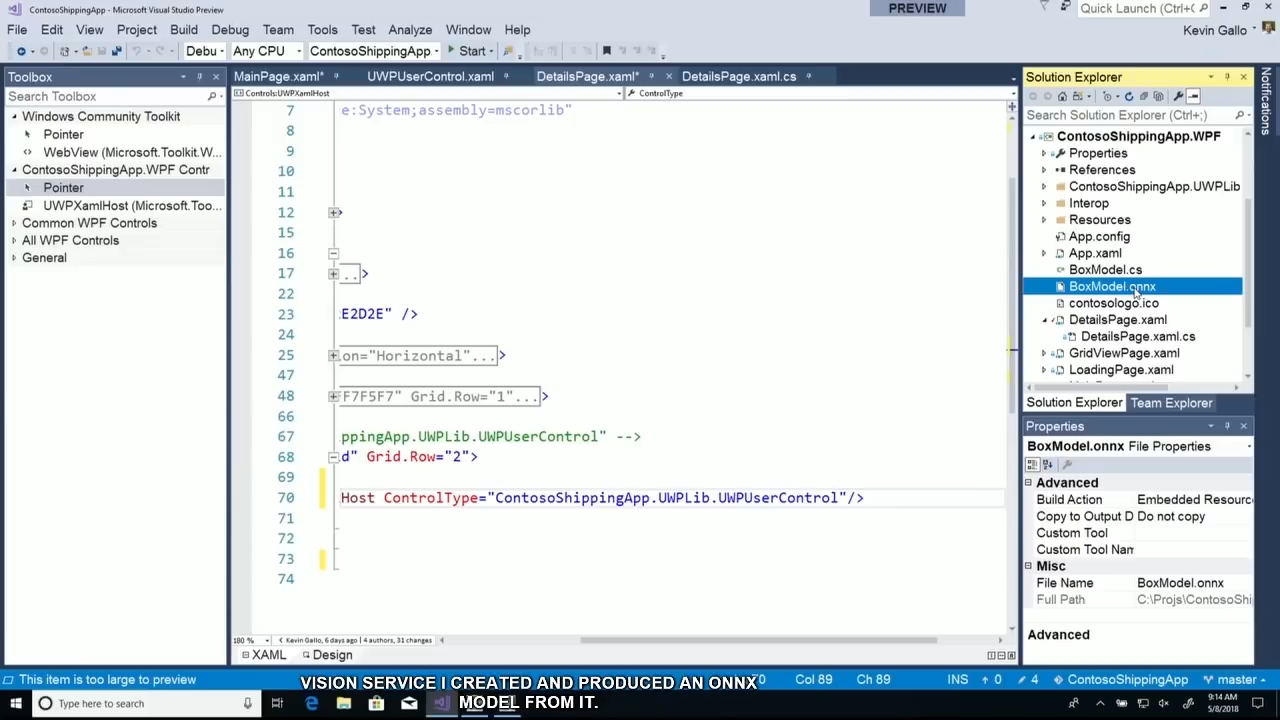 ContosoShippingApp - Microsoft Visual Studio Preview
PREVIEW
Quick Launch (Ctrl+
File Edit View Project Build Debug Team Tools Test Analyze Window Help
Kevin Gallo
Debu
Any CPU
ContosoShippingApp
Start
Toolbox
Search Toolbox
Windows Community Toolkit
Pointer
WebView (Microsoft.Toolkit.W...
ContosoShippingApp.WPF Contr
Pointer
UWPXamlHost (Microsoft.Too...
Common WPF Controls
All WPF Controls
General
MainPage.xaml*
UWPUserControl.xaml
DetailsPage.xaml*
DetailsPage.xaml.cs
Controls:UWPXamlHost
ControlType
7 e:System;assembly=mscorlib"
8
9
10
11
12 >
15
16
17 ...>
22
23 E2D2E" />
24
25 on="Horizontal"...>
47
48 F7F5F7" Grid.Row="1"...>
66
67 ppingApp.UWPLib.UWPUserControl" -->
68 d" Grid.Row="2">
69
70 Host ControlType="ContosoShippingApp.UWPLib.UWPUserControl"/>
71
72
73
74
180 %
Kevin Gallo, 6 days ago | 4 authors, 31 changes
XAML
Design
Solution Explorer
Search Solution Explorer (Ctrl+;)
ContosoShippingApp.WPF
Properties
References
ContosoShippingApp.UWPLib
Interop
Resources
App.config
App.xaml
BoxModel.cs
BoxModel.onnx
contosologo.ico
DetailsPage.xaml
DetailsPage.xaml.cs
GridViewPage.xaml
LoadingPage.xaml
Solution Explorer
Team Explorer
Properties
BoxModel.onnx File Properties
Advanced
Build Action Embedded Resourc
Copy to Output D Do not copy
Custom Tool
Custom Tool Nam
Misc
File Name BoxModel.onnx
Full Path C:\Projs\ContosoShi
Advanced
Notifications
This item is too large to preview
Col 89
Ch 89
INS
0
4
ContosoShippingApp
master
VISION SERVICE I CREATED AND PRODUCED AN ONNX
MODEL FROM IT.
Type here to search
9:14 AM
5/8/2018